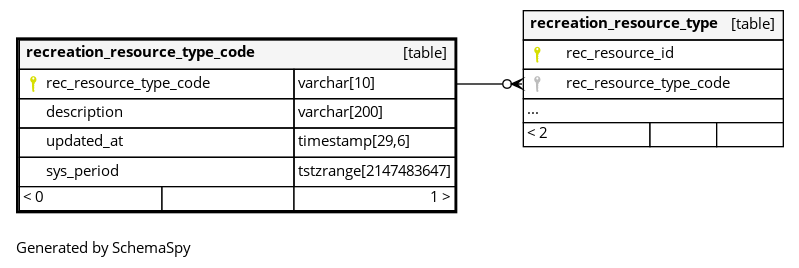 recreation_resource_type_code [table]
rec_resource_type_code varchar[10]
description varchar[200]
updated_at timestamp[29,6]
sys_period tstzrange[2147483647]
< 0 1 >
recreation_resource_type [table]
rec_resource_id
rec_resource_type_code
...
< 2
Generated by SchemaSpy